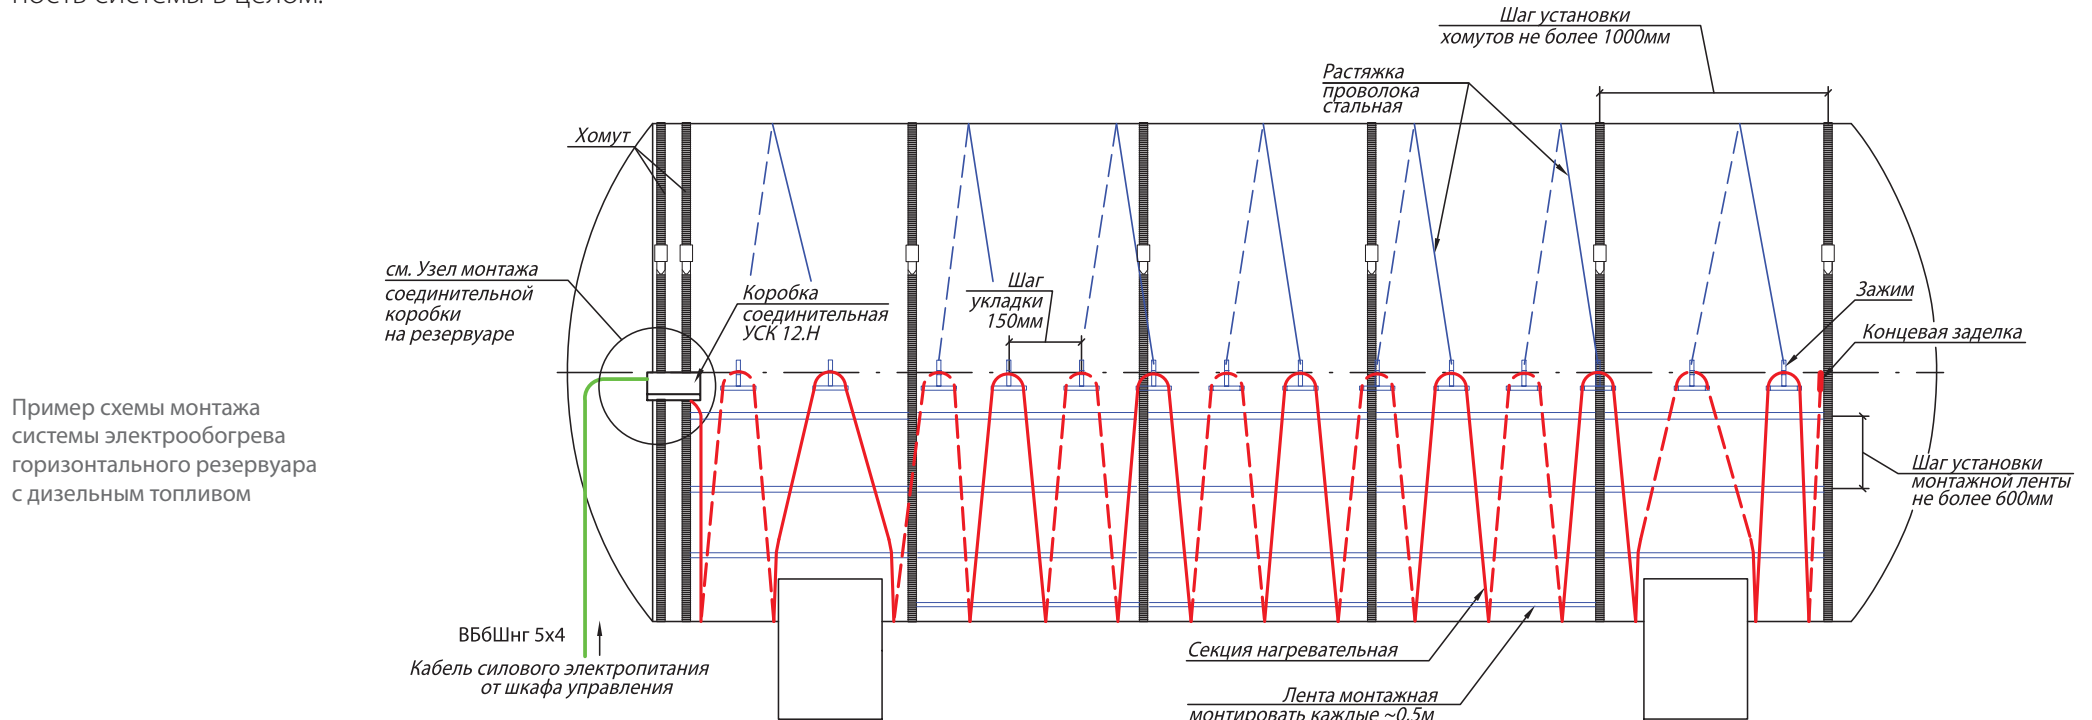 ность системы в целом.
Шаг установки
хомутов не более 1000мм
Растяжка
проволока
стальная
Хомут
см. Узел монтажа
соединительной
коробки
на резервуаре
Коробка
соединительная
УСК 12.Н
Шаг
укладки
150мм
Зажим
Концевая заделка
Пример схемы монтажа
системы электрообогрева
горизонтального резервуара
с дизельным топливом
Шаг установки
монтажной ленты
не более 600мм
ВБбШнг 5х4
Кабель силового электропитания
от шкафа управления
Секция нагревательная
Лента монтажная
монтировать каждые ~0,5м